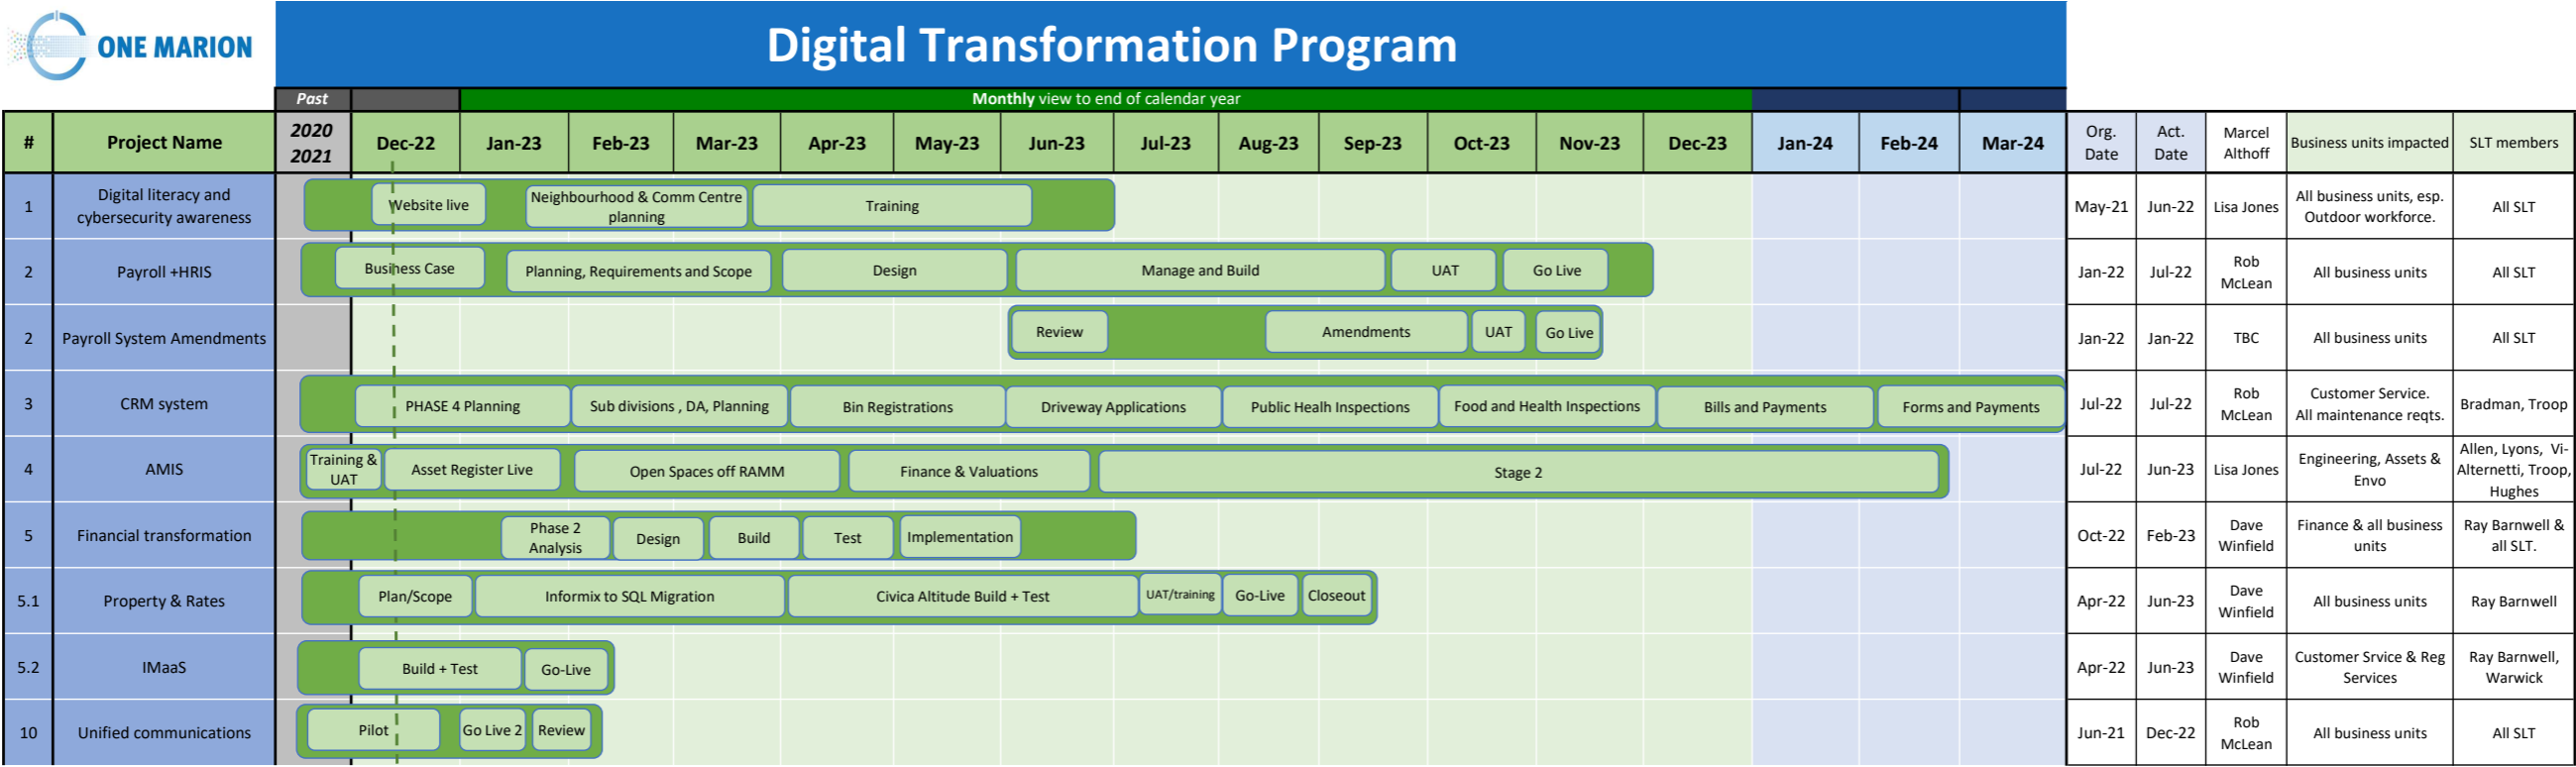 ONE MARION
Digital Transformation Program
Past
Monthly view to end of calendar year
#
Project Name
2020
2021
Dec-22
Jan-23
Feb-23
Mar-23
Apr-23
May-23
Jun-23
Jul-23
Aug-23
Sep-23
Oct-23
Nov-23
Dec-23
Jan-24
Feb-24
Mar-24
Org.
Date
Act.
Date
Marcel
Althoff
Business units impacted
SLT members
1
Digital literacy and
cybersecurity awareness
Website live
Neighbourhood & Comm Centre
planning
Training
May-21
Jun-22
Lisa Jones
All business units, esp.
Outdoor workforce.
All SLT
2
Payroll +HRIS
Business Case
Planning, Requirements and Scope
Design
Manage and Build
UAT
Go Live
Jan-22
Jul-22
Rob
McLean
All business units
All SLT
2
Payroll System Amendments
Review
Amendments
UAT
Go Live
Jan-22
Jan-22
TBC
All business units
All SLT
3
CRM system
PHASE 4 Planning
Sub divisions , DA, Planning
Bin Registrations
Driveway Applications
Public Healh Inspections
Food and Health Inspections
Bills and Payments
Forms and Payments
Jul-22
Jul-22
Rob
McLean
Customer Service.
All maintenance reqts.
Bradman, Troop
4
AMIS
Training &
UAT
Asset Register Live
Open Spaces off RAMM
Finance & Valuations
Stage 2
Jul-22
Jun-23
Lisa Jones
Engineering, Assets &
Envo
Allen, Lyons, Vi-
Alternetti, Troop,
Hughes
5
Financial transformation
Phase 2
Analysis
Design
Build
Test
Implementation
Oct-22
Feb-23
Dave
Winfield
Finance & all business
units
Ray Barnwell &
all SLT.
5.1
Property & Rates
Plan/Scope
Informix to SQL Migration
Civica Altitude Build + Test
UAT/training
Go-Live
Closeout
Apr-22
Jun-23
Dave
Winfield
All business units
Ray Barnwell
5.2
IMaaS
Build + Test
Go-Live
Apr-22
Jun-23
Dave
Winfield
Customer Srvice & Reg
Services
Ray Barnwell,
Warwick
10
Unified communications
Pilot
Go Live 2
Review
Jun-21
Dec-22
Rob
McLean
All business units
All SLT